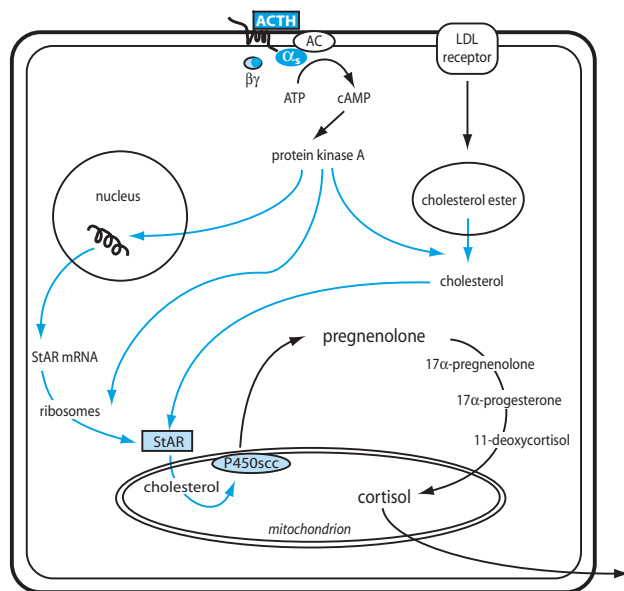 ACTH
AC
LDL
receptor
αs
βγ
ATP
cAMP
protein kinase A
nucleus
cholesterol ester
cholesterol
StAR mRNA
pregnenolone
17α-pregnenolone
17α-progesterone
ribosomes
11-deoxycortisol
StAR
P450scc
cholesterol
cortisol
mitochondrion